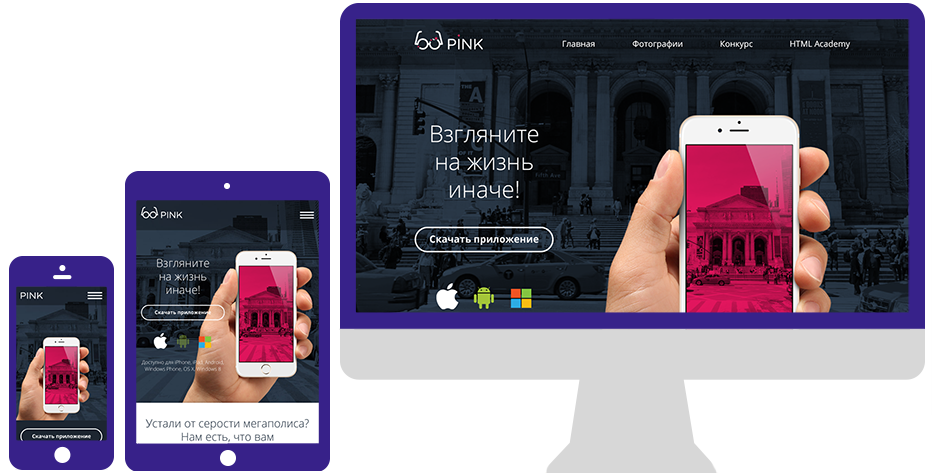 PINK
Скачать приложение
PINK
Взгляните
на жизнь
иначе!
Скачать приложение
Доступно для iPhone, iPad, Android,
Windows Phone, OS X, Windows 8
Устали от серости мегаполиса?
Нам есть, что вам
PINK
Главная Фотографии Конкурс HTML Academy
Взгляните
на жизнь
иначе!
Скачать приложение